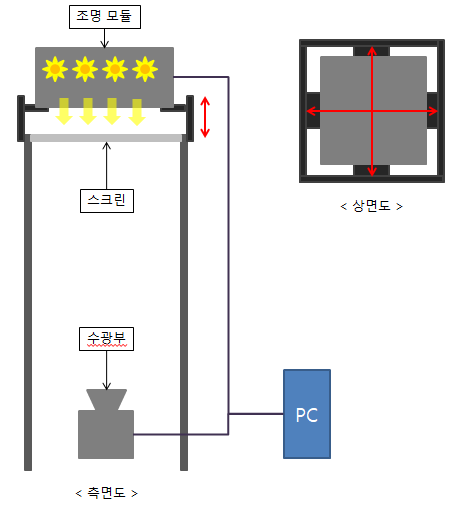 조명 모듈
스크린
< 상면도 >
수광부
PC
< 측면도 >